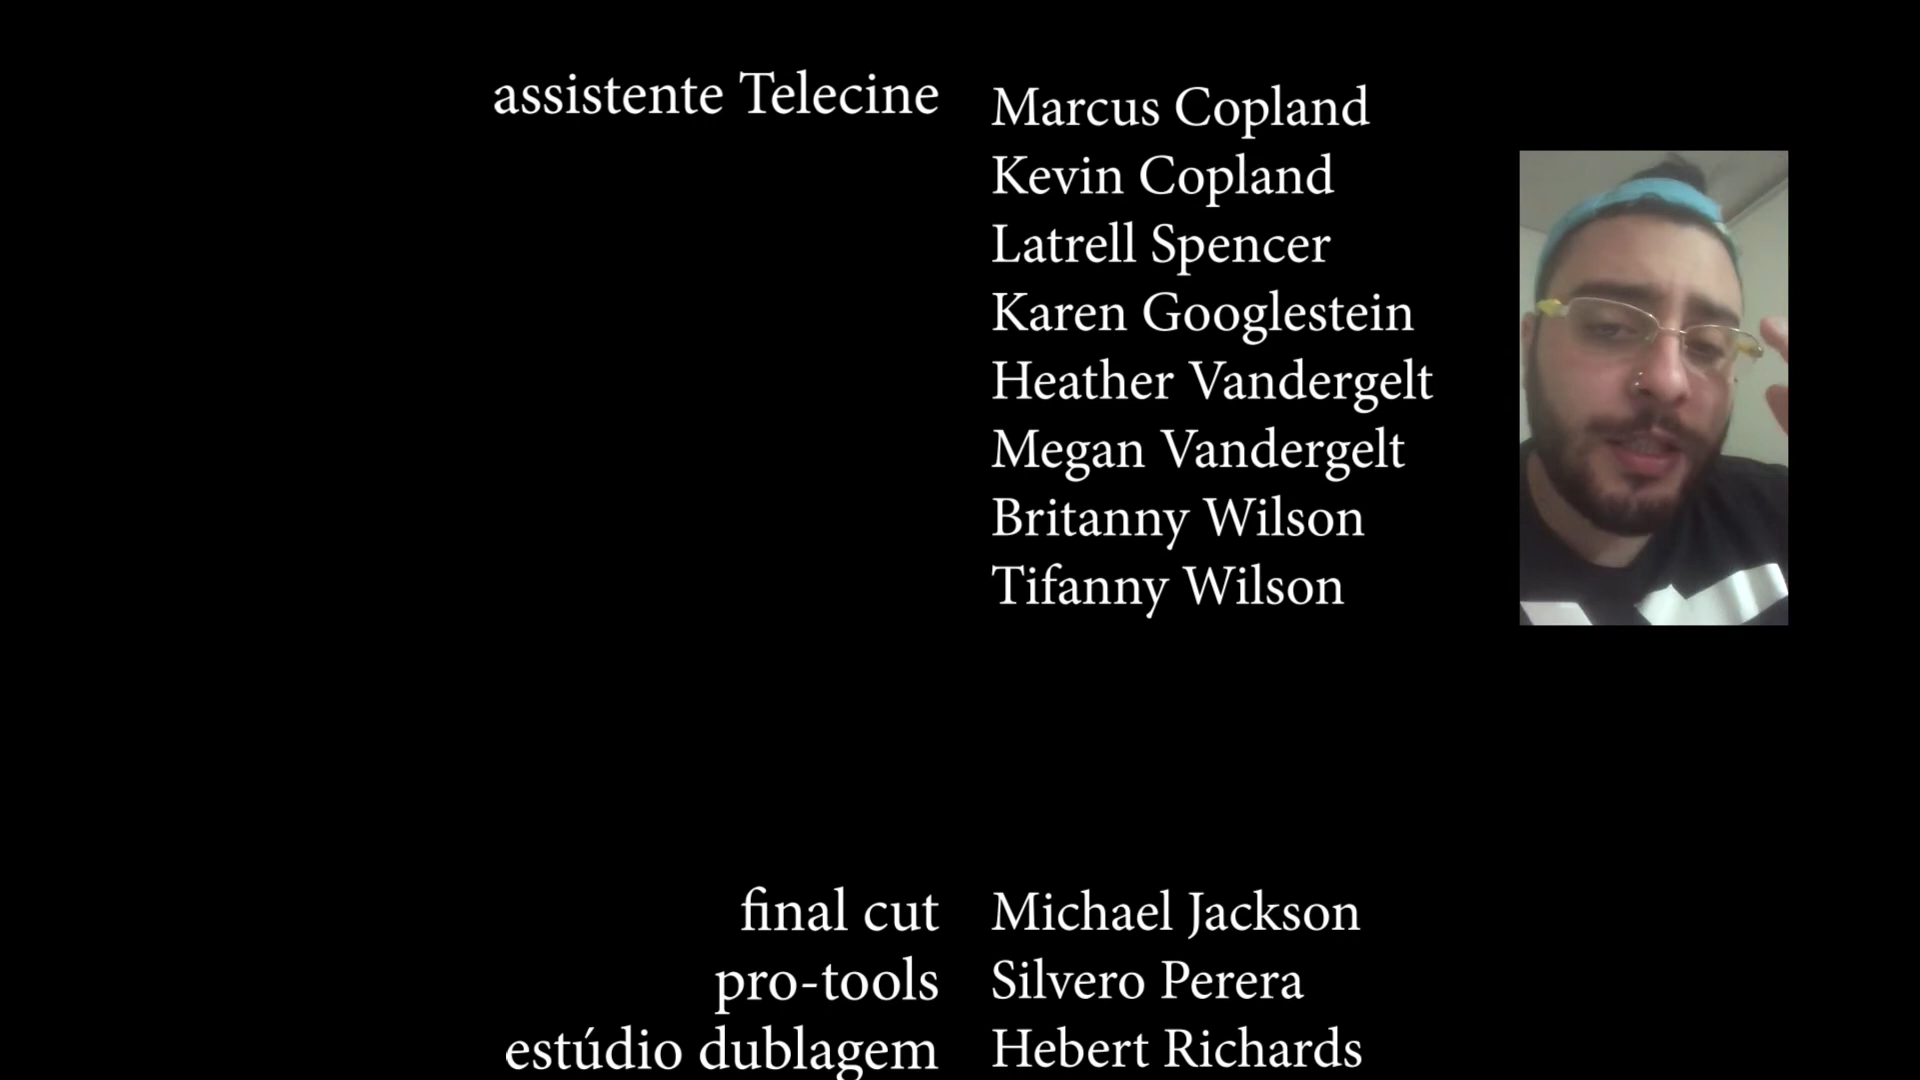 assistente Telecine Marcus Copland
Kevin Copland
Latrell Spencer
Karen Googlestein
Heather Vandergelt
Megan Vandergelt
Britanny Wilson
Tifanny Wilson
final cut Michael Jackson
pro-tools Silvero Perera
estúdio dublagem Hebert Richards